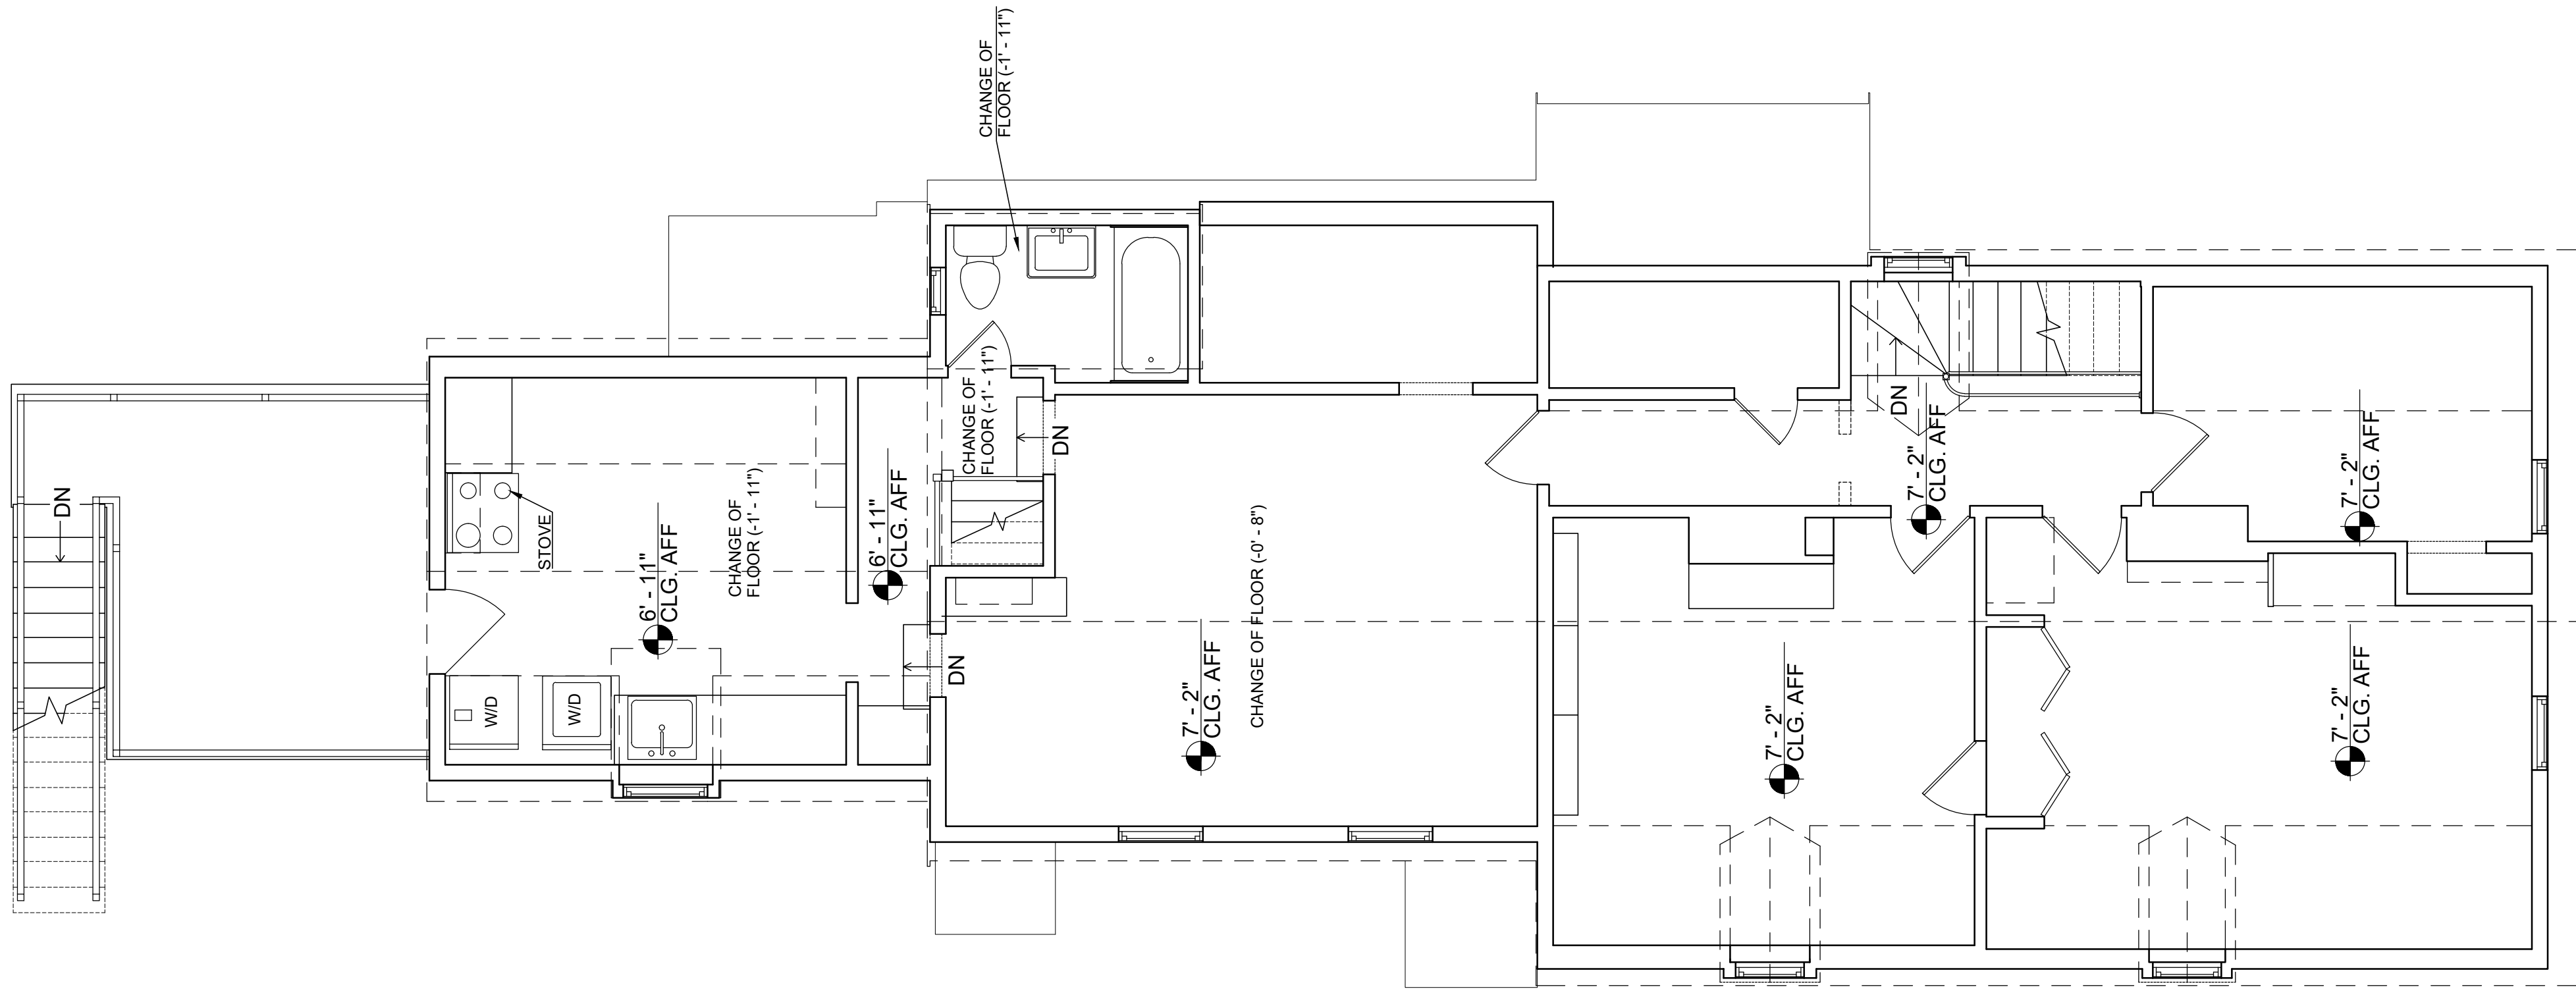 CHANGE OF
FLOOR (-1' - 11")
DN
STOVE
6' - 11"
CLG. AFF
CHANGE OF
FLOOR (-1' - 11")
W/D
W/D
6' - 11"
CLG. AFF
CHANGE OF
FLOOR (-1' - 11")
DN
DN
7' - 2"
CLG. AFF
CHANGE OF FLOOR (-0' - 8")
DN
7' - 2"
CLG. AFF
7' - 2"
CLG. AFF
7' - 2"
CLG. AFF
7' - 2"
CLG. AFF